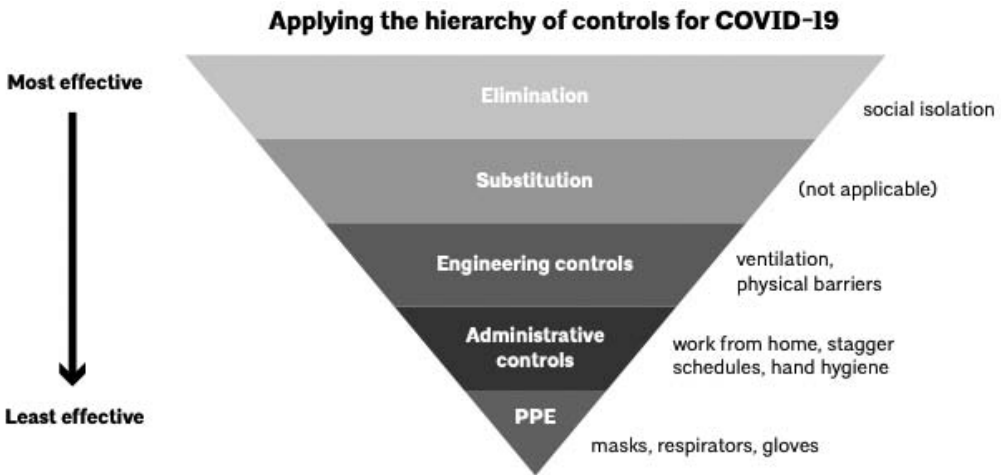 Applying the hierarchy of controls for COVID-19
Most effective
Elimination
social isolation
Substitution
(not applicable)
Engineering controls
ventilation,
physical barriers
Administrative
controls
work from home, stagger
schedules, hand hygiene
Least effective
PPE
masks, respirators, gloves